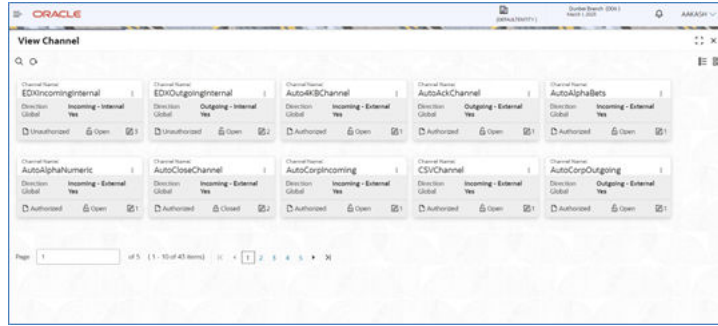 ORACLE
(DEFAULTENTITY)
March 1, 2025
AAKASH
View Channel
Channel Name
EDXIncomingInternal
Direction Incoming - Internal
Global Yes
Unauthorized Open 3
Channel Name
EDXOutgoingInternal
Direction Outgoing - Internal
Global Yes
Unauthorized Open 2
Channel Name
Auto4KBChannel
Direction Incoming - External
Global Yes
Authorized Open 1
Channel Name
AutoAckChannel
Direction Outgoing - External
Global Yes
Authorized Open 1
Channel Name
AutoAlphaBets
Direction Incoming - External
Global Yes
Authorized Open 1
Channel Name
AutoAlphaNumeric
Direction Incoming - External
Global Yes
Authorized Open 1
Channel Name
AutoCloseChannel
Direction Incoming - External
Global Yes
Authorized Closed 2
Channel Name
AutoCorpIncoming
Direction Incoming - External
Global Yes
Authorized Open 1
Channel Name
CSVChannel
Direction Incoming - External
Global Yes
Authorized Open 1
Channel Name
AutoCorpOutgoing
Direction Outgoing - External
Global Yes
Authorized Open 1
Page 1 of 5 (1 - 10 of 43 items) 1 2 3 4 5